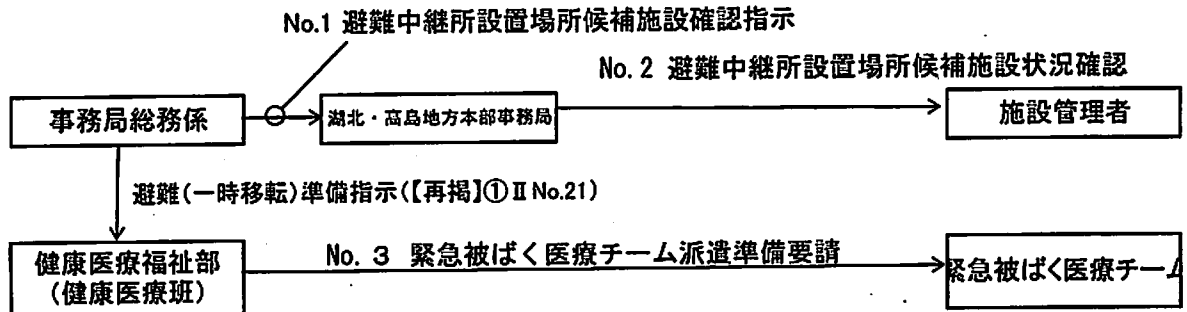 No.1 避難中継所設置場所候補施設確認指示
No. 2 避難中継所設置場所候補施設状況確認
事務局総務係
湖北・高島地方本部事務局
施設管理者
避難(一時移転)準備指示(【再掲】①ⅡNo.21)
健康医療福祉部
(健康医療班)
No. 3 緊急被ばく医療チーム派遣準備要請
緊急被ばく医療チーム